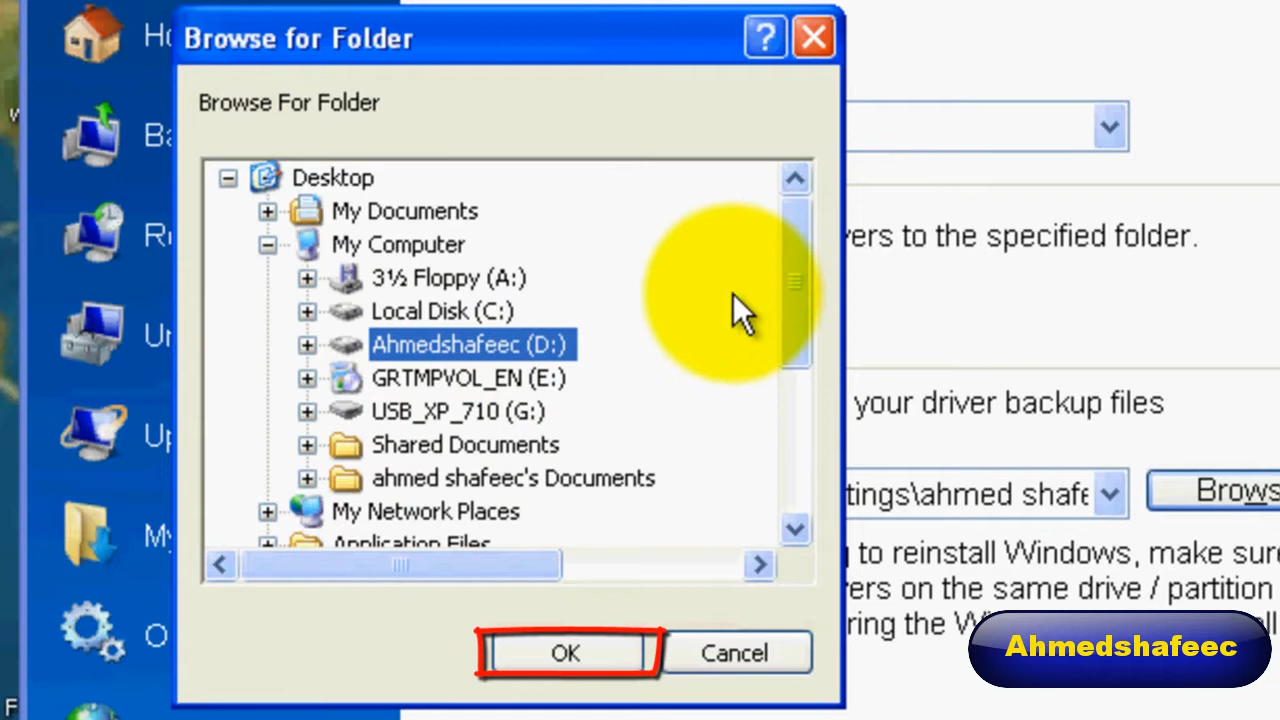 Browse for Folder
Browse For Folder
Desktop
My Documents
My Computer
3½ Floppy (A:)
Local Disk (C:)
Ahmedshafeec (D:)
GRTMPVOL_EN (E:)
USB_XP_710 (G:)
Shared Documents
ahmed shafeec's Documents
My Network Places
Application Files
OK
Cancel
to the specified folder.
your driver backup files
tings\ahmed shafe
Brows
to reinstall Windows, make sure
on the same drive / partition
ring the
Ahmedshafeec